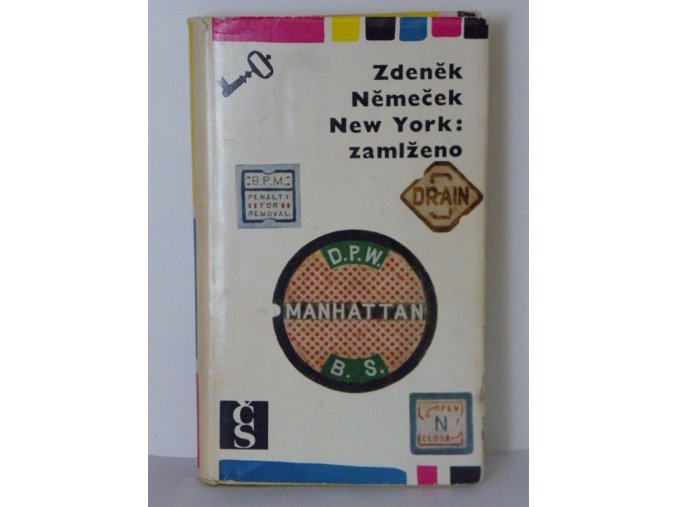 Zdeněk
Němeček
New York:
zamlženo
B.P.M.
PENALTY
FOR
REMOVAL
DRAIN
D.P.W.
MANHATTAN
B. S.
ČS
OPEN
N
CLOSE